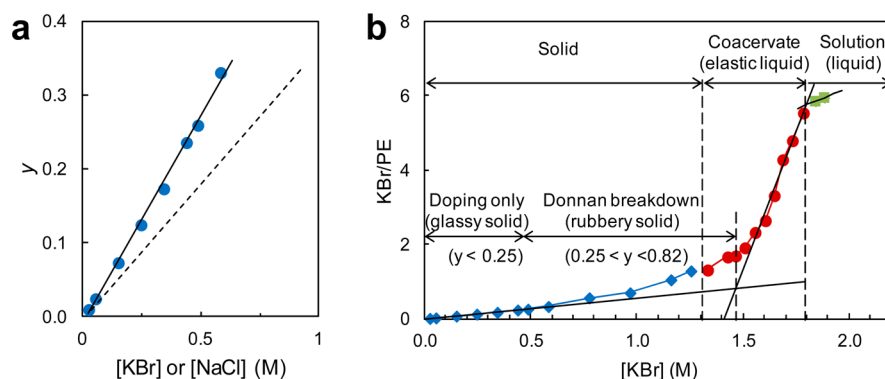 a
0.4
0.3
0.2
0.1
0.0
y
0
0.5
1
[KBr] or [NaCl] (M)
b
8
6
4
2
0
KBr/PE
Solid
Coacervate
(elastic liquid)
Solution
(liquid)
Doping only
(glassy solid)
(y < 0.25)
Donnan breakdown
(rubbery solid)
(0.25 < y <0.82)
0
0.5
1.0
1.5
2.0
[KBr] (M)